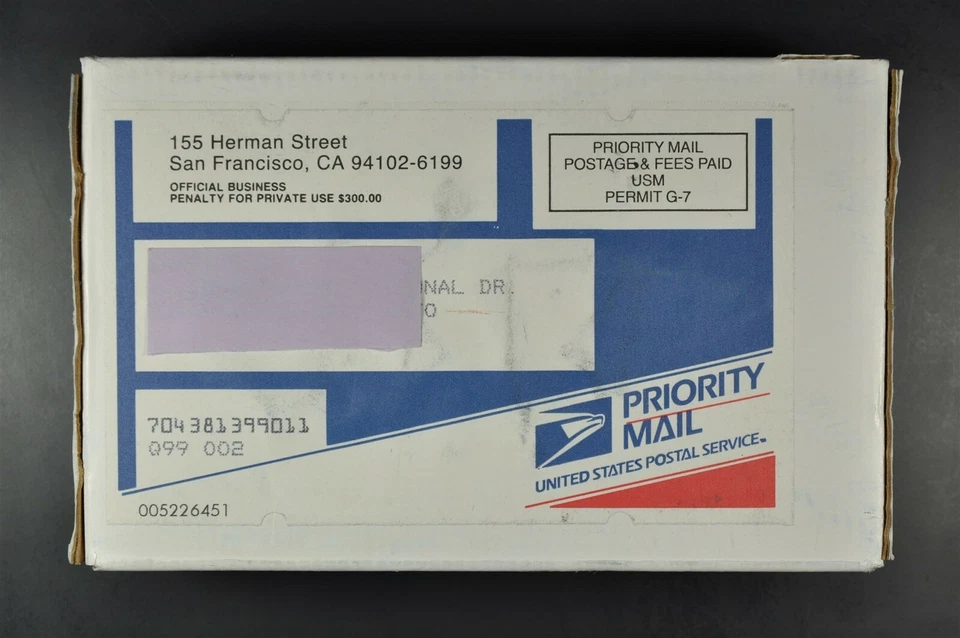 155 Herman Street
San Francisco, CA 94102-6199
OFFICIAL BUSINESS
PENALTY FOR PRIVATE USE $300.00
PRIORITY MAIL
POSTAGE & FEES PAID
USM
PERMIT G-7
NAL DR.
O
704381399011
Q99 002
005226451
PRIORITY
MAIL
UNITED STATES POSTAL SERVICE